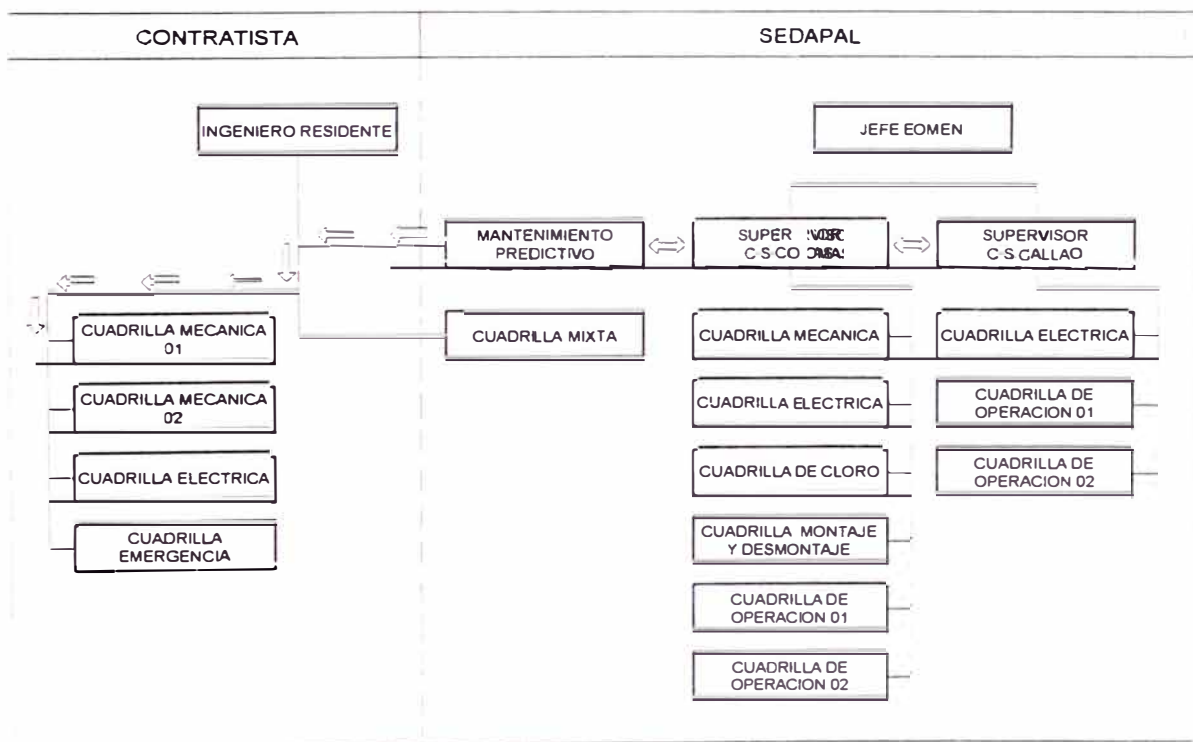 CONTRATISTA
SEDAPAL
INGENIERO RESIDENTE
JEFE EOMEN
MANTENIMIENTO
PREDICTIVO
SUPERVISOR
C.S.
SUPERVISOR
C.S CALLAO
CUADRILLA MECANICA
01
CUADRILLA MIXTA
CUADRILLA MECANICA
CUADRILLA ELECTRICA
CUADRILLA MECANICA
02
CUADRILLA ELECTRICA
CUADRILLA DE
OPERACION 01
CUADRILLA ELECTRICA
CUADRILLA DE CLORO
CUADRILLA DE
OPERACION 02
CUADRILLA
EMERGENCIA
CUADRILLA MONTAJE
Y DESMONTAJE
CUADRILLA DE
OPERACION 01
CUADRILLA DE
OPERACION 02